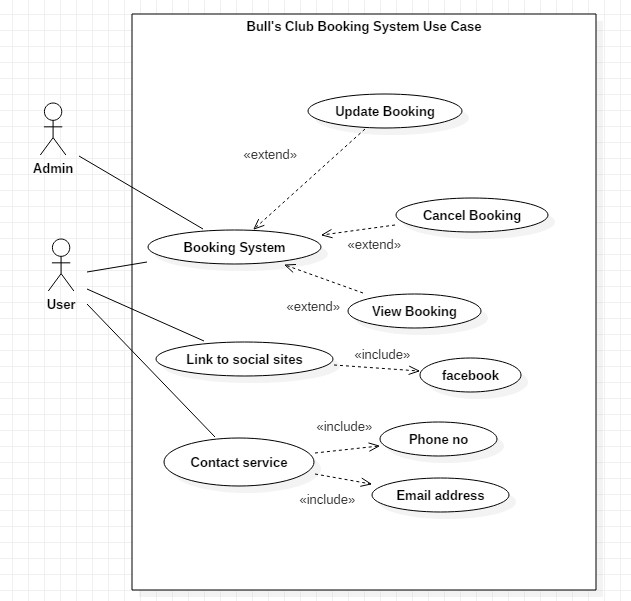 Bull's Club Booking System Use Case
Update Booking
«extend»
Admin
Cancel Booking
«extend»
Booking System
User
«extend»
View Booking
Link to social sites
«include»
facebook
«include»
Phone no
Contact service
«include»
Email address